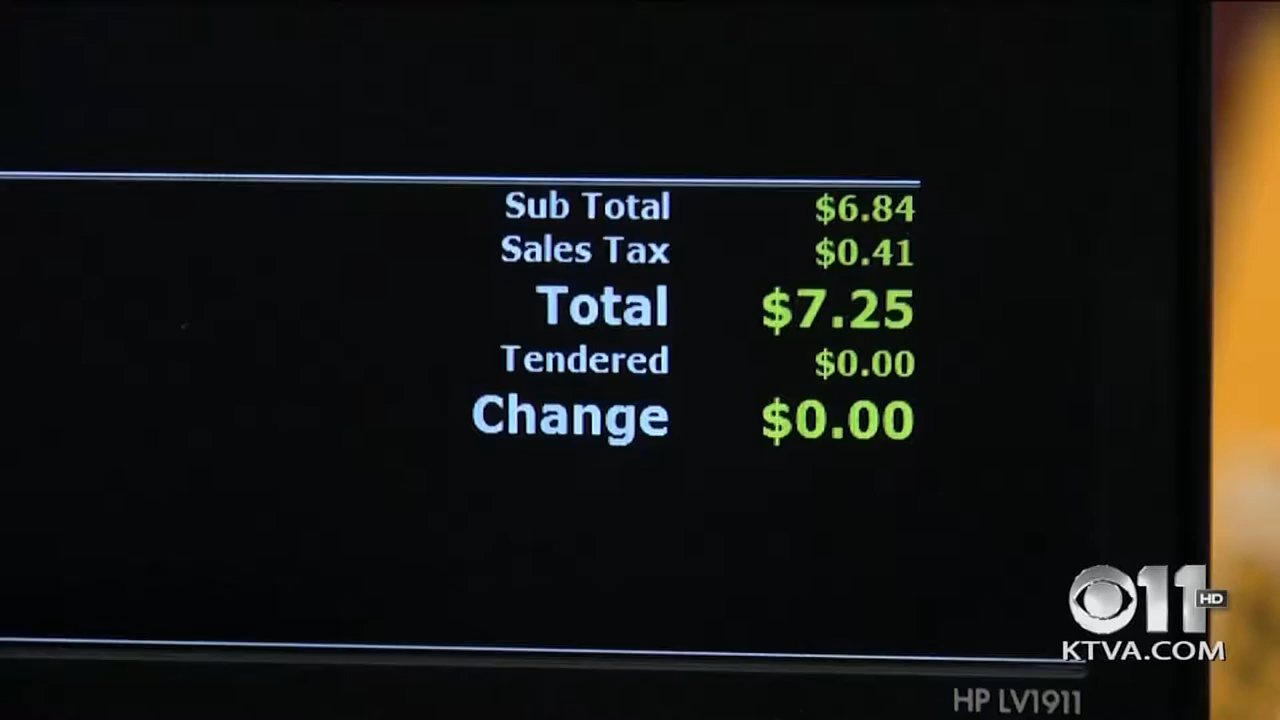 Sub Total $6.84
Sales Tax $0.41
Total $7.25
Tendered $0.00
Change $0.00
11 HD
KTVA.COM
HP LV1911